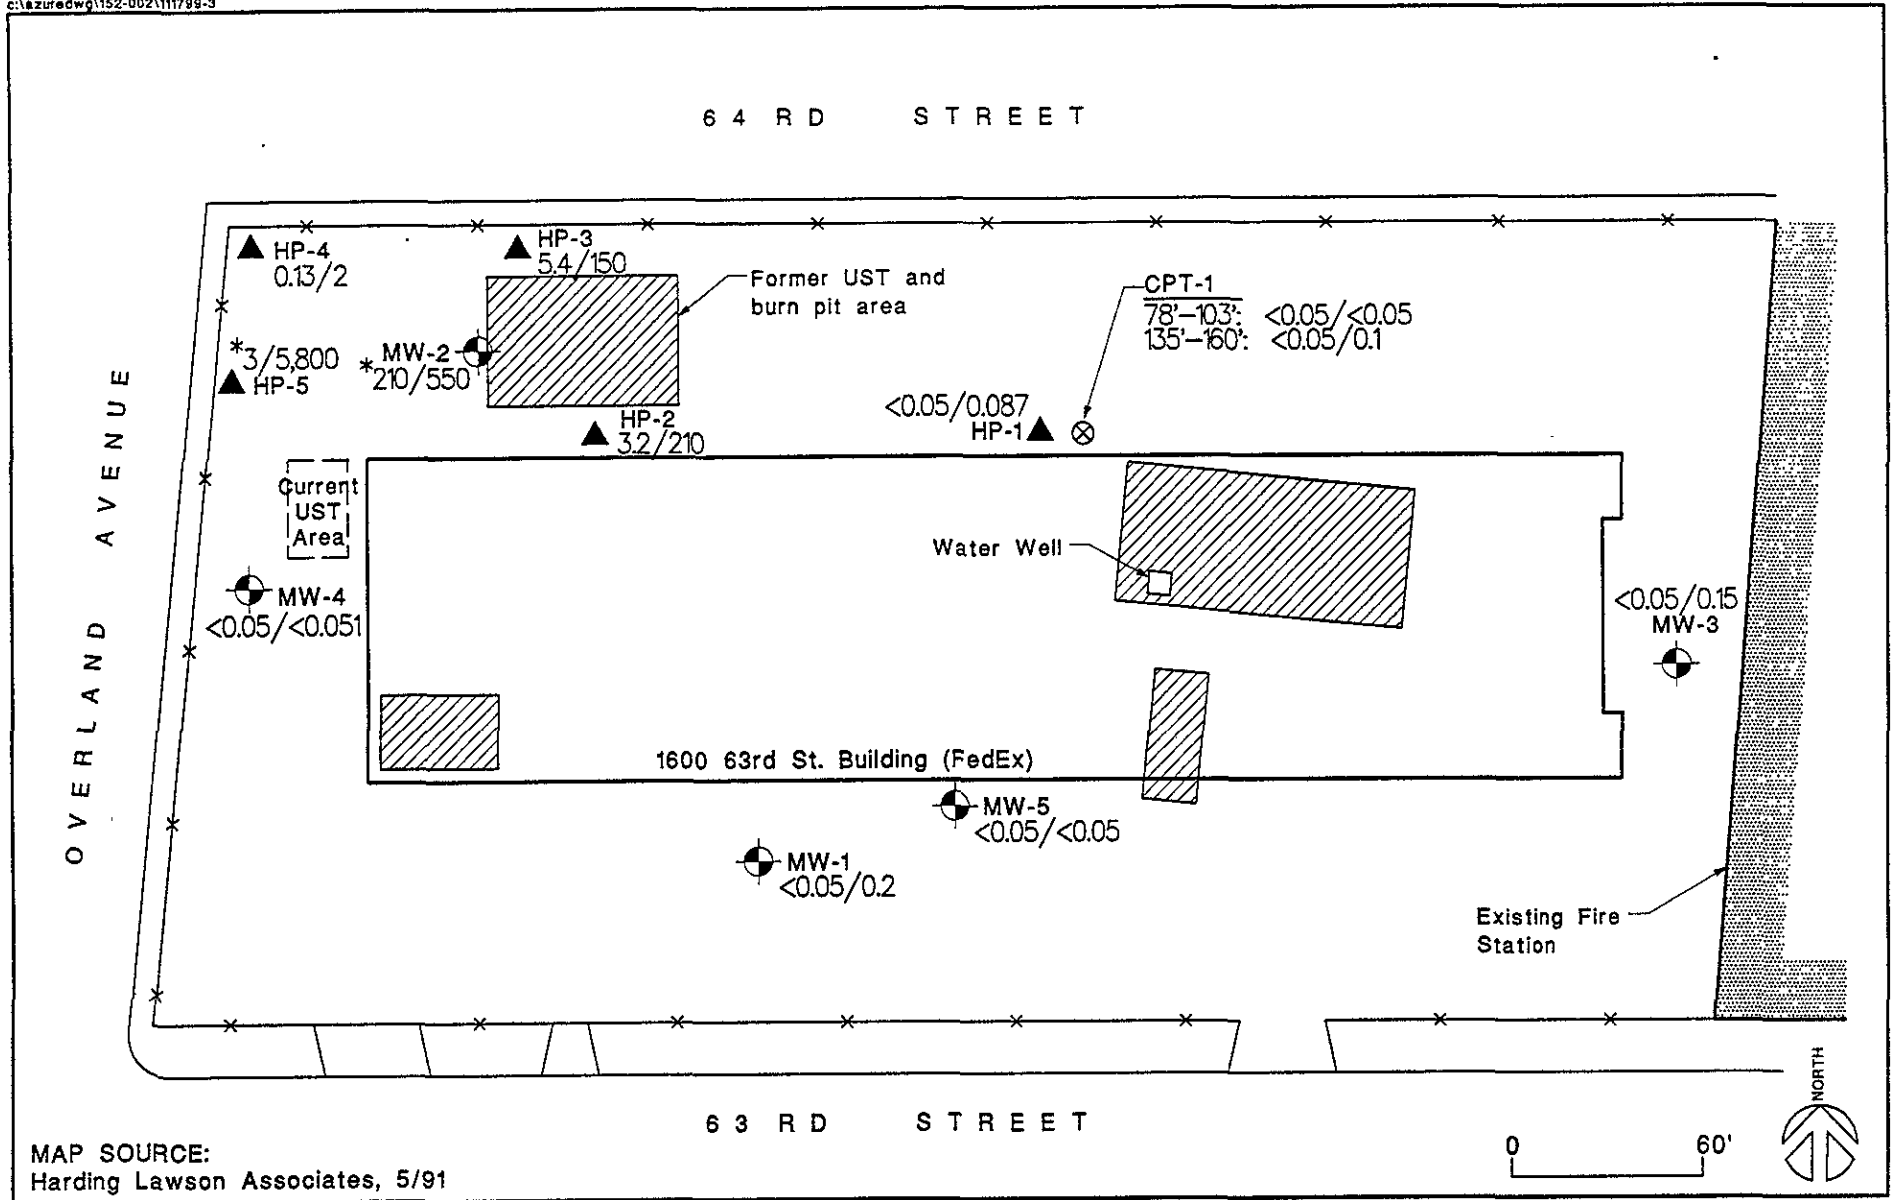 c:\azuredwg\152-002\111799-3
64 RD STREET
HP-4
0.13/2
HP-3
5.4/150
Former UST and
burn pit area
CPT-1
78'-103': <0.05/<0.05
135'-160': <0.05/0.1
*3/5,800
HP-5
MW-2
*210/550
HP-2
3.2/210
<0.05/0.087
HP-1
OVERLAND AVENUE
Current
UST
Area
Water Well
MW-4
<0.05/<0.051
<0.05/0.15
MW-3
1600 63rd St. Building (FedEx)
MW-5
<0.05/<0.05
MW-1
<0.05/0.2
Existing Fire
Station
63 RD STREET
NORTH
0 60'
MAP SOURCE:
Harding Lawson Associates, 5/91